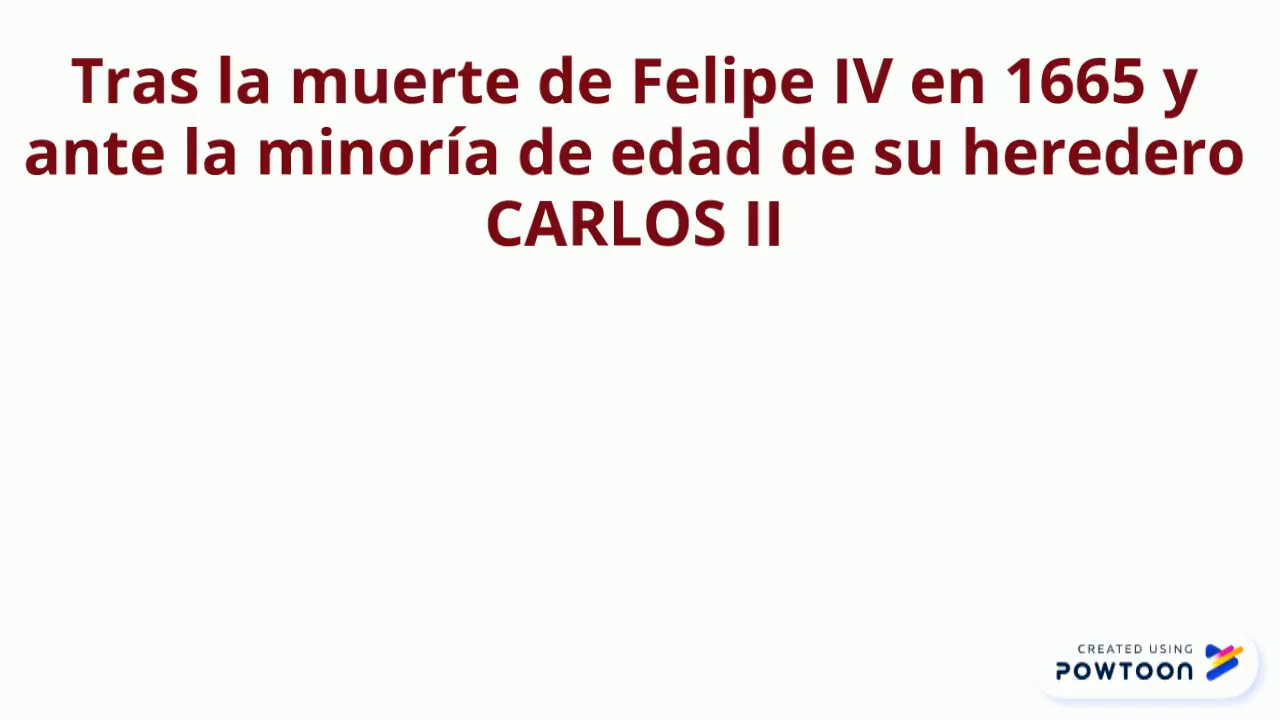 Tras la muerte de Felipe IV en 1665 y
ante la minoría de edad de su heredero
CARLOS II
CREATED USING
POWTOON